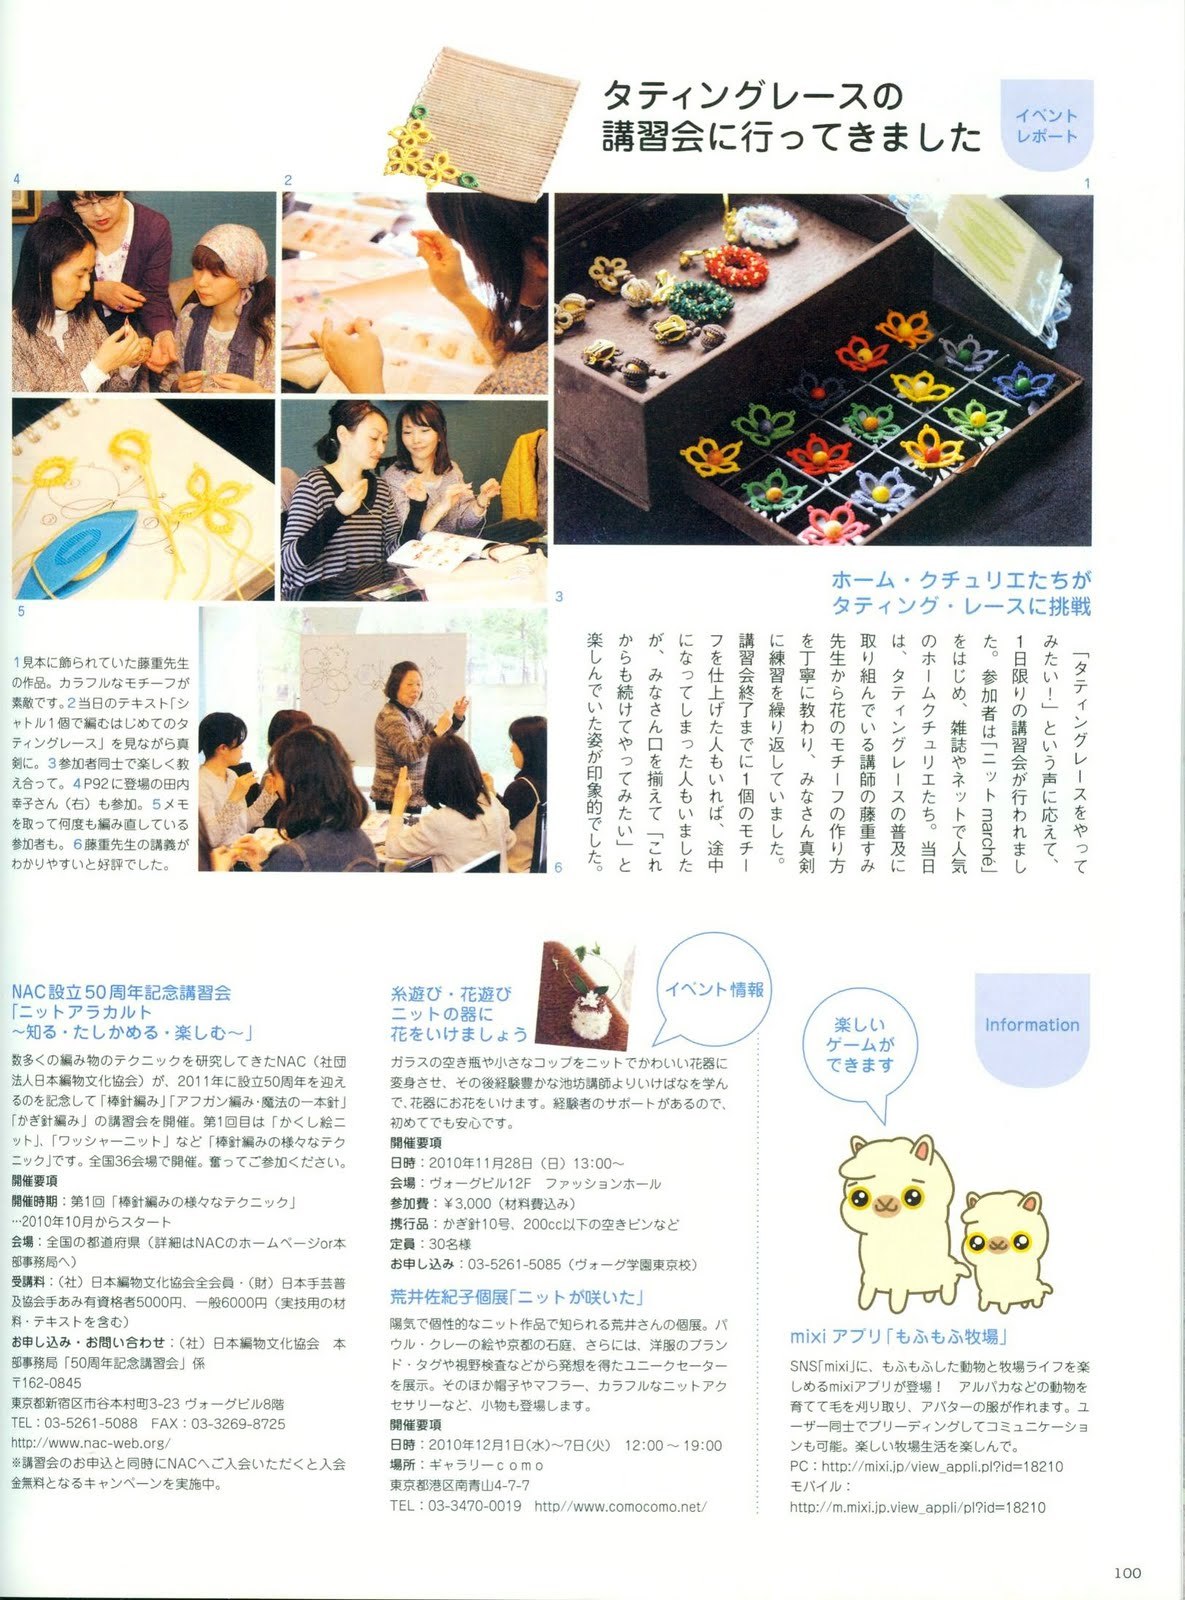 イベント
レポート
タティングレースの
講習会に行ってきました
1
2
3
4
5
6
ホーム・クチュリエたちが
タティング・レースに挑戦
「タティングレースをやって
みたい！」という声に応えて、
1日限りの講習会が行われまし
た。参加者は「ニットmarché」
をはじめ、雑誌やネットで人気
のホームクチュリエたち。当日
は、タティングレースの普及に
取り組んでいる講師の藤重すみ
先生から花のモチーフの作り方
を丁寧に教わり、みなさん真剣
に練習を繰り返していました。
講習会終了までに1個のモチー
フを仕上げた人もいれば、途中
になってしまった人もいました
が、みなさん口を揃えて「これ
からも続けてやってみたい」と
楽しんでいた姿が印象的でした。
1見本に飾られていた藤重先生
の作品。カラフルなモチーフが
素敵です。2当日のテキスト「シ
ャトル1個で編むはじめてのタ
ティングレース」を見ながら真
剣に。3参加者同士で楽しく教
え合って。4P92に登場の田内
幸子さん（右）も参加。5メモ
を取って何度も編み直している
参加者も。6藤重先生の講義が
わかりやすいと好評でした。
Information
楽しい
ゲームが
できます
mixiアプリ「もふもふ牧場」
SNS「mixi」に、もふもふした動物と牧場ライフを楽
しめるmixiアプリが登場！　アルパカなどの動物を
育てて毛を刈り取り、アバターの服が作れます。ユ
ーザー同士でブリーディングしてコミュニケーショ
ンも可能。楽しい牧場生活を楽しんで。
PC：http://mixi.jp/view_appli.pl?id=18210
モバイル：
http://m.mixi.jp.view_appli/pl?id=18210
イベント情報
糸遊び・花遊び
ニットの器に
花をいけましょう
ガラスの空き瓶や小さなコップをニットでかわいい花器に
変身させ、その後経験豊かな池坊講師よりいけばなを学ん
で、花器にお花をいけます。経験者のサポートがあるので、
初めてでも安心です。
開催要項
日時：2010年11月28日（日）13:00～
会場：ヴォーグビル12F　ファッションホール
参加費：￥3,000（材料費込み）
携行品：かぎ針10号、200cc以下の空きビンなど
定員：30名様
お申し込み：03-5261-5085（ヴォーグ学園東京校）
荒井佐紀子個展「ニットが咲いた」
陽気で個性的なニット作品で知られる荒井さんの個展。パ
ウル・クレーの絵や京都の石庭、さらには、洋服のブラン
ド・タグや視野検査などから発想を得たユニークセーター
を展示。そのほか帽子やマフラー、カラフルなニットアク
セサリーなど、小物も登場します。
開催要項
日時：2010年12月1日(水)～7日(火)　12:00～19:00
場所：ギャラリーcomo
東京都港区南青山4-7-7
TEL：03-3470-0019　http//www.comocomo.net/
NAC設立50周年記念講習会
「ニットアラカルト
～知る・たしかめる・楽しむ～」
数多くの編み物のテクニックを研究してきたNAC（社団
法人日本編物文化協会）が、2011年に設立50周年を迎え
るのを記念して「棒針編み」「アフガン編み・魔法の一本針」
「かぎ針編み」の講習会を開催。第1回目は「かくし絵ニ
ット」、「ワッシャーニット」など「棒針編みの様々なテク
ニック」です。全国36会場で開催。奮ってご参加ください。
開催要項
開催時期：第1回「棒針編みの様々なテクニック」
…2010年10月からスタート
会場：全国の都道府県（詳細はNACのホームページor本
部事務局へ）
受講料：（社）日本編物文化協会全会員・（財）日本手芸普
及協会手あみ有資格者5000円、一般6000円（実技用の材
料・テキストを含む）
お申し込み・お問い合わせ：（社）日本編物文化協会　本
部事務局「50周年記念講習会」係
〒162-0845
東京都新宿区市谷本村町3-23 ヴォーグビル8階
TEL：03-5261-5088　FAX：03-3269-8725
http://www.nac-web.org/
※講習会のお申込と同時にNACへご入会いただくと入会
金無料となるキャンペーンを実施中。
100